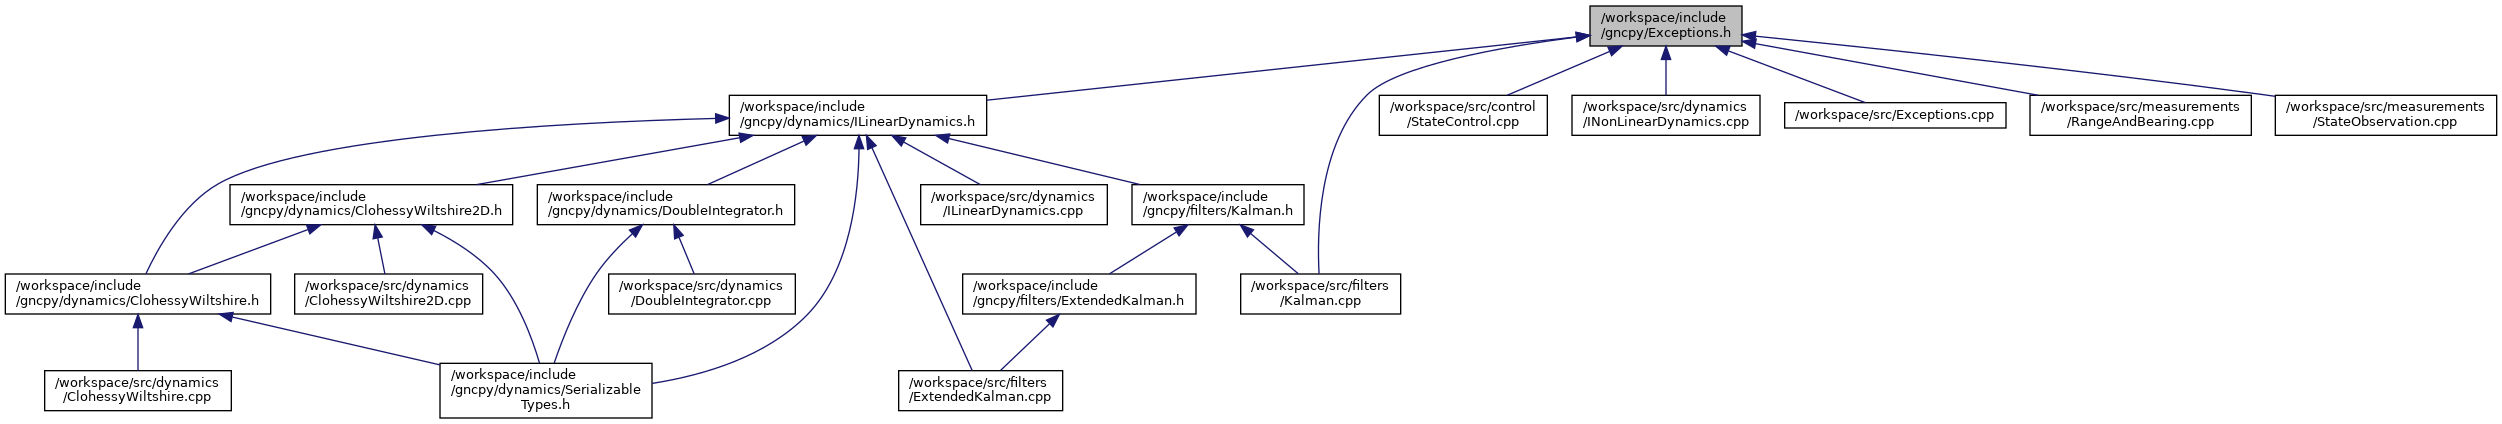 /workspace/include
/gncpy/Exceptions.h
/workspace/include
/gncpy/dynamics/ILinearDynamics.h
/workspace/src/control
/StateControl.cpp
/workspace/src/dynamics
/INonLinearDynamics.cpp
/workspace/src/Exceptions.cpp
/workspace/src/measurements
/RangeAndBearing.cpp
/workspace/src/measurements
/StateObservation.cpp
/workspace/include
/gncpy/dynamics/ClohessyWiltshire2D.h
/workspace/include
/gncpy/dynamics/DoubleIntegrator.h
/workspace/src/dynamics
/ILinearDynamics.cpp
/workspace/include
/gncpy/filters/Kalman.h
/workspace/include
/gncpy/dynamics/ClohessyWiltshire.h
/workspace/src/dynamics
/ClohessyWiltshire2D.cpp
/workspace/src/dynamics
/DoubleIntegrator.cpp
/workspace/include
/gncpy/filters/ExtendedKalman.h
/workspace/src/filters
/Kalman.cpp
/workspace/src/dynamics
/ClohessyWiltshire.cpp
/workspace/include
/gncpy/dynamics/Serializable
Types.h
/workspace/src/filters
/ExtendedKalman.cpp